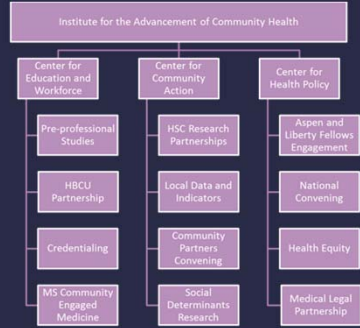 Institute for the Advancement of Community Health
Center for
Education and
Workforce
Center for
Community
Action
Center for
Health Policy
Pre-professional
Studies
HSC Research
Partnerships
Aspen and
Liberty Fellows
Engagement
HBCU
Partnership
Local Data and
Indicators
National
Convening
Credentialing
Community
Partners
Convening
Health Equity
MS Community
Engaged
Medicine
Social
Determinants
Research
Medical Legal
Partnership